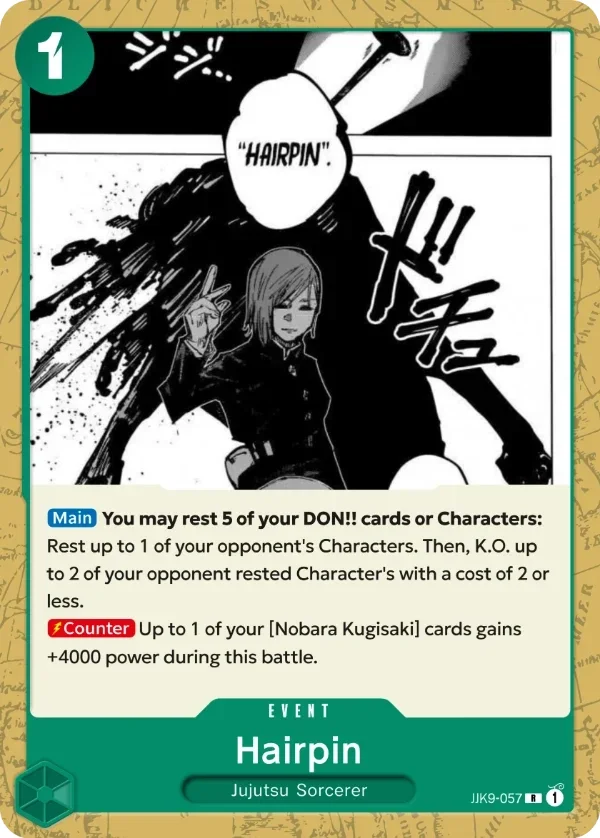 1
"HAIRPIN".
ドチュ
Main You may rest 5 of your DON!! cards or Characters:
Rest up to 1 of your opponent's Characters. Then, K.O. up
to 2 of your opponent rested Character's with a cost of 2 or
less.
Counter Up to 1 of your [Nobara Kugisaki] cards gains
+4000 power during this battle.
EVENT
Hairpin
Jujutsu Sorcerer
JJK9-057 R 1